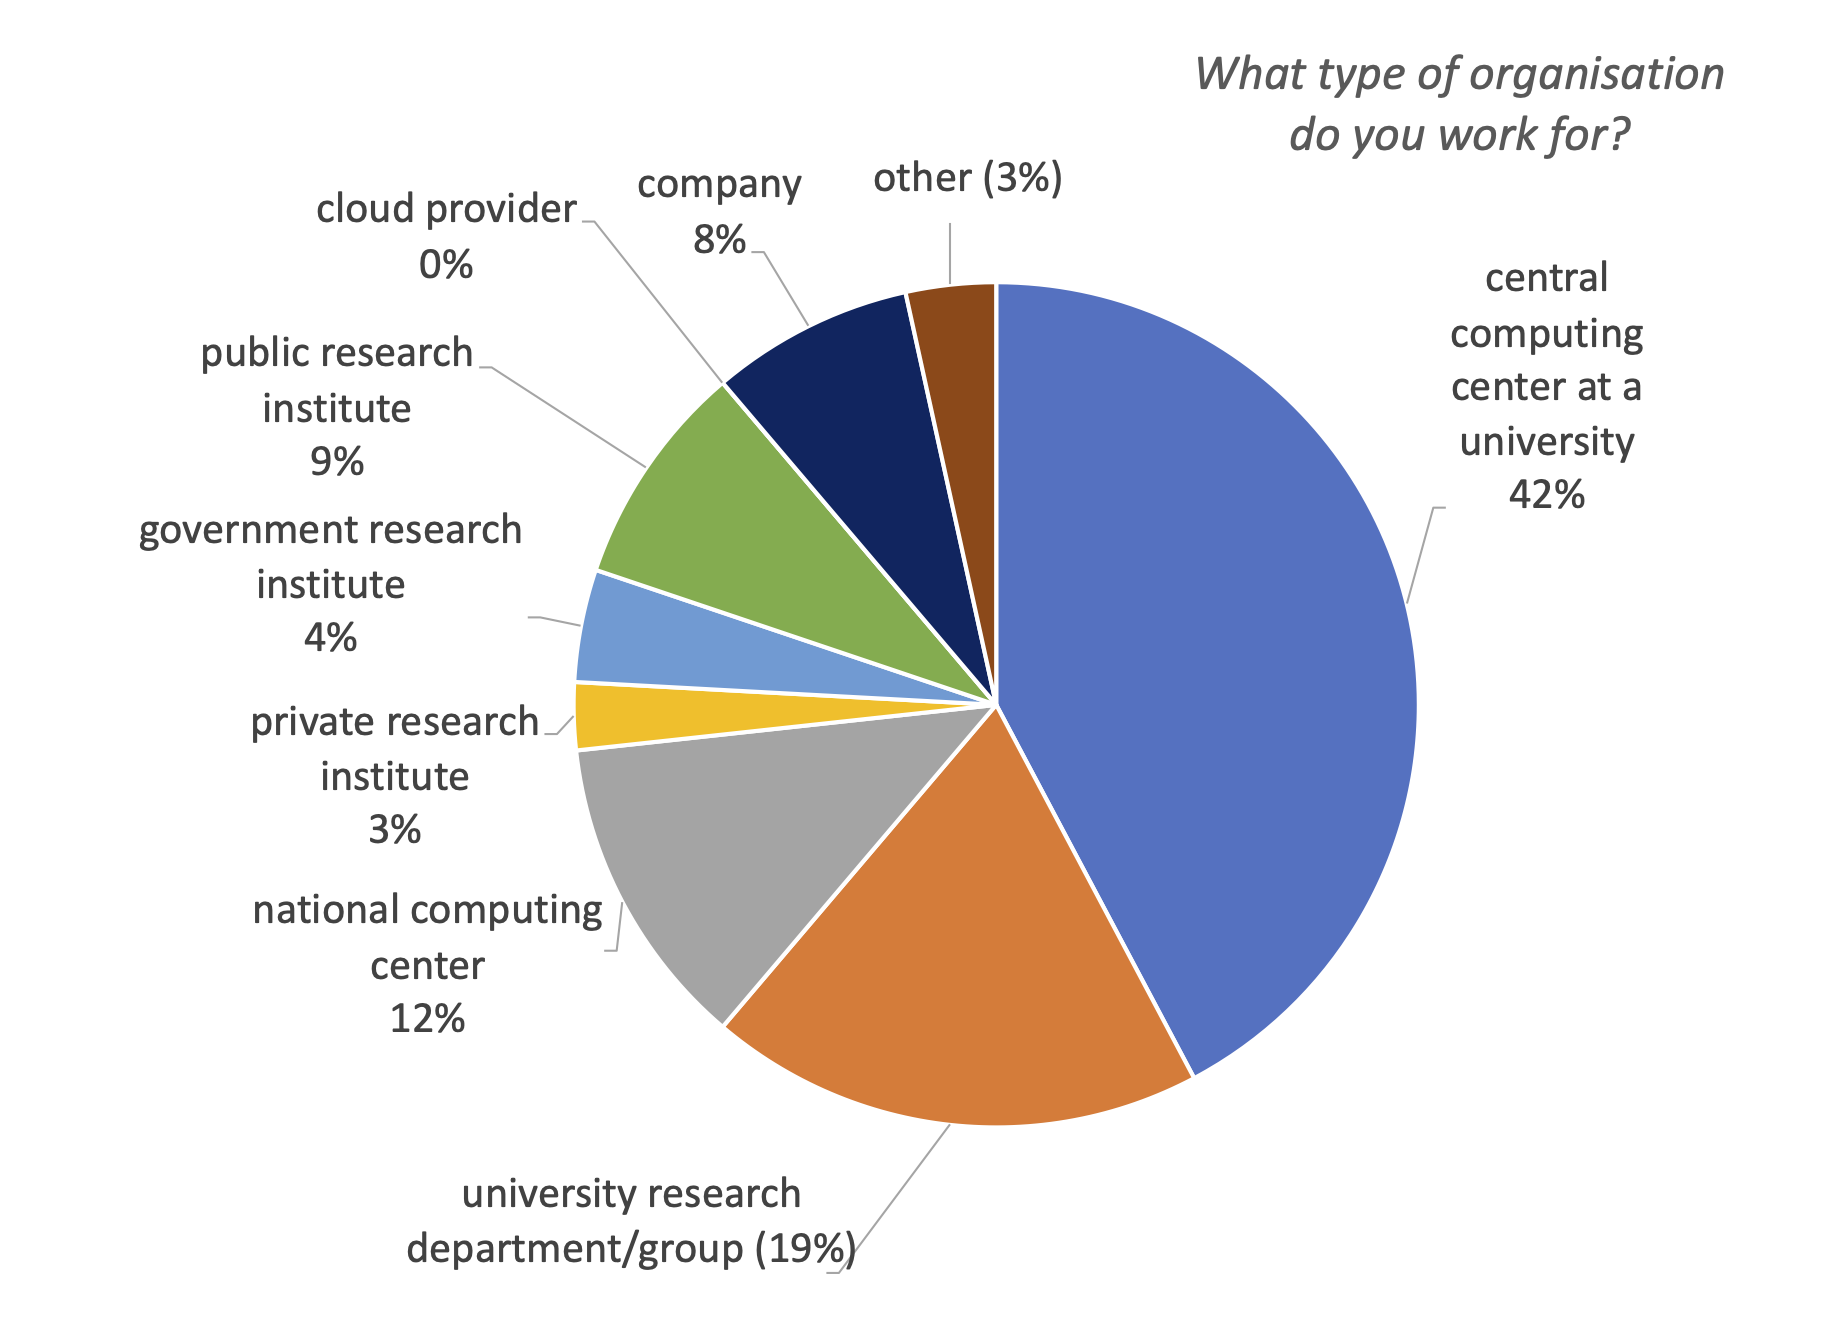 What type of organisation
do you work for?
other (3%)
company
8%
cloud provider
0%
public research
institute
9%
government research
institute
4%
private research
institute
3%
national computing
center
12%
university research
department/group (19%)
central
computing
center at a
university
42%